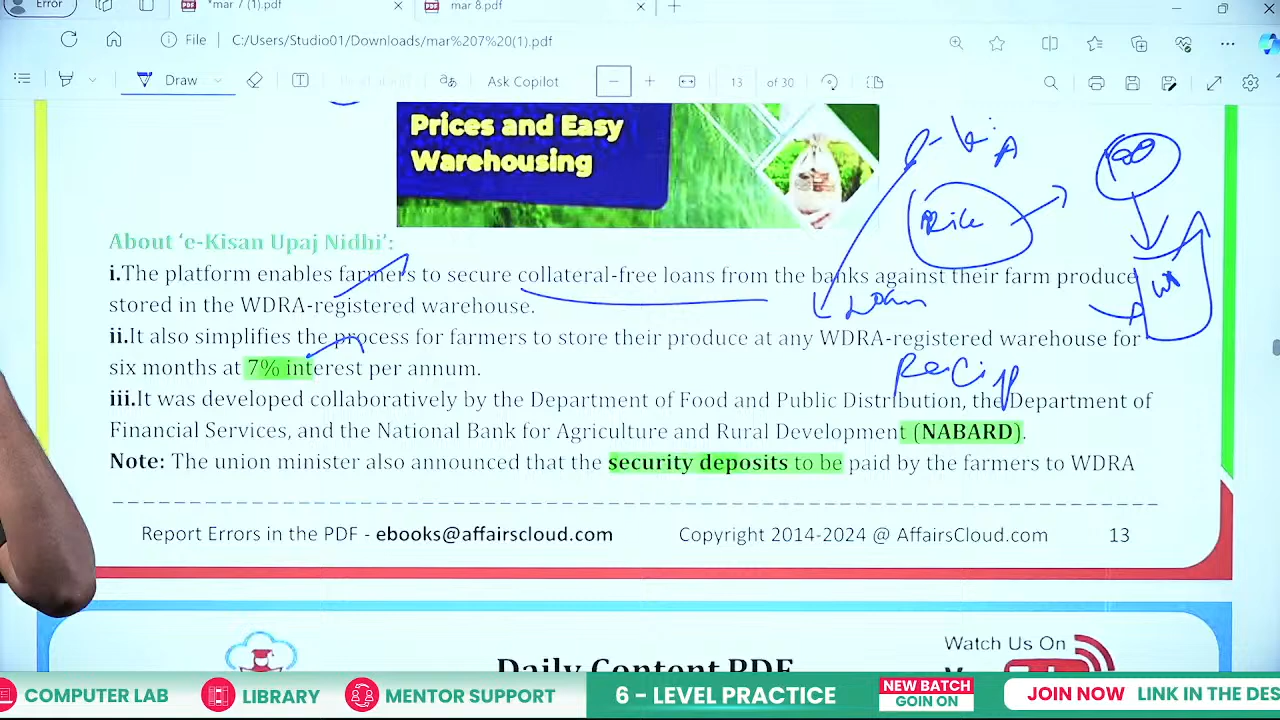 Error
*mar 7 (1).pdf
mar 8.pdf
File C:/Users/Studio01/Downloads/mar%207%20(1).pdf
Draw
Ask Copilot
13 of 30
Prices and Easy
Warehousing
Loan
About ‘e-Kisan Upaj Nidhi’:
i.The platform enables farmers to secure collateral-free loans from the banks against their farm produce
stored in the WDRA-registered warehouse.
ii.It also simplifies the process for farmers to store their produce at any WDRA-registered warehouse for
six months at 7% interest per annum.
iii.It was developed collaboratively by the Department of Food and Public Distribution, the Department of
Financial Services, and the National Bank for Agriculture and Rural Development (NABARD).
Note: The union minister also announced that the security deposits to be paid by the farmers to WDRA
Report Errors in the PDF - ebooks@affairscloud.com Copyright 2014-2024 @ AffairsCloud.com 13
Watch Us On
Daily Content PDF
COMPUTER LAB LIBRARY MENTOR SUPPORT 6 - LEVEL PRACTICE NEW BATCH
GOIN ON
JOIN NOW LINK IN THE DES